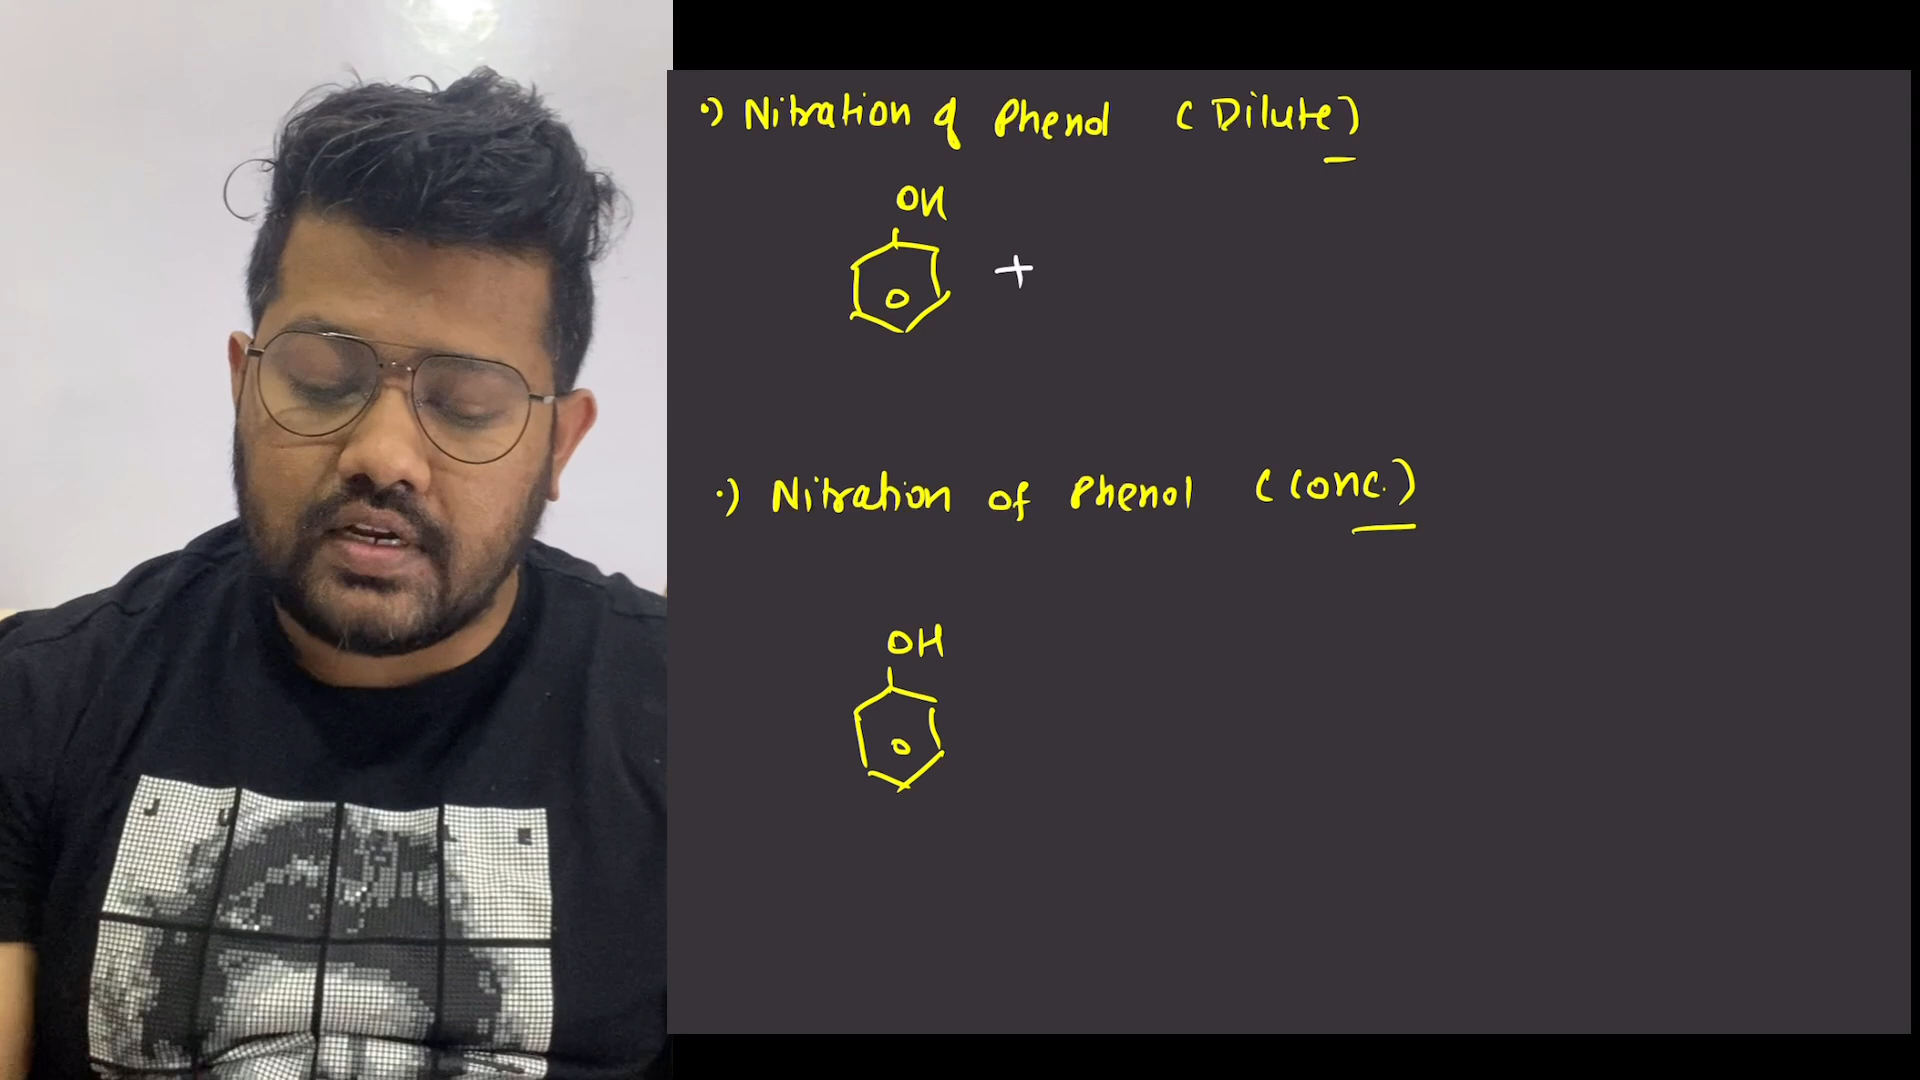 •) Nitration of Phenol (Dilute)
OH
+
•) Nitration of Phenol (Conc.)
OH
J O L E